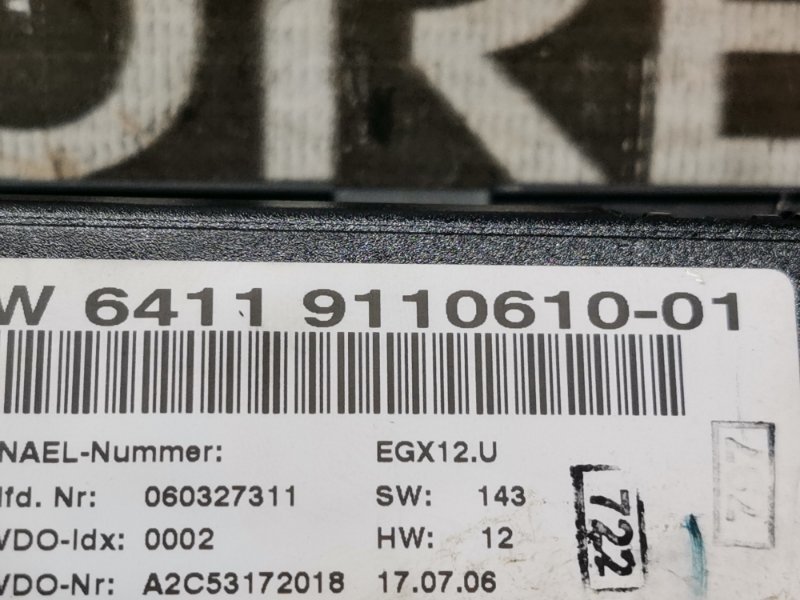 W 6411 9110610-01
NAEL-Nummer: EGX12.U
lfd. Nr: 060327311 SW: 143
VDO-Idx: 0002 HW: 12
VDO-Nr: A2C53172018 17.07.06
722